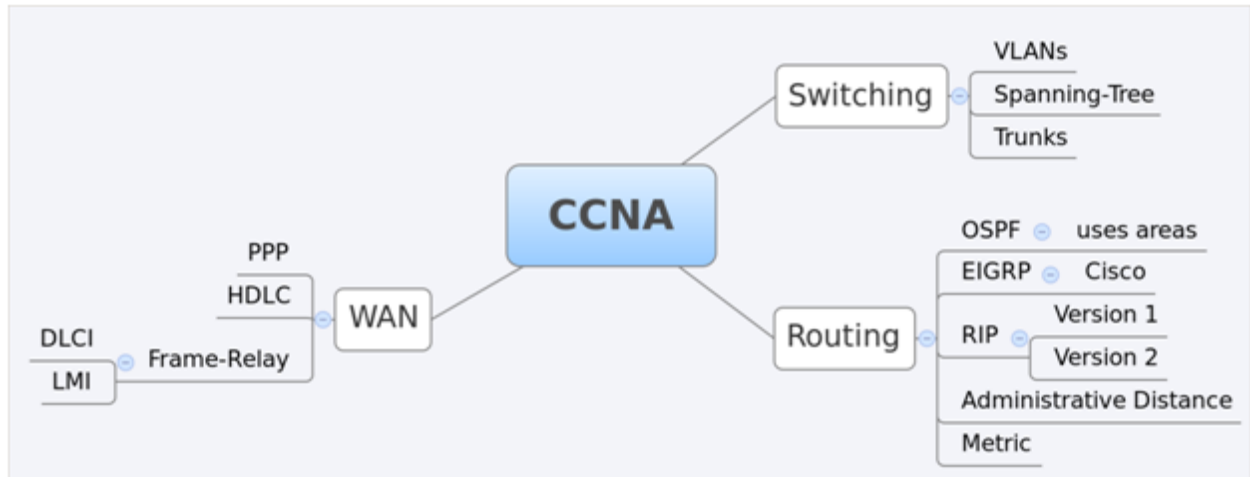 CCNA
Switching
VLANs
Spanning-Tree
Trunks
Routing
OSPF uses areas
EIGRP Cisco
RIP
Version 1
Version 2
Administrative Distance
Metric
WAN
PPP
HDLC
Frame-Relay
DLCI
LMI